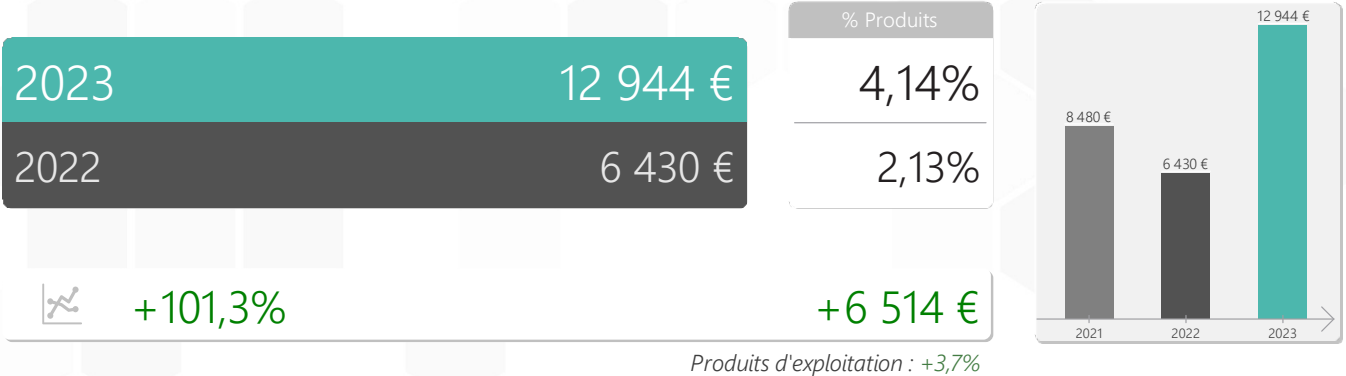 % Produits
2023 12 944 € 4,14%
2022 6 430 € 2,13%
+101,3% +6 514 €
Produits d'exploitation : +3,7%
12 944 €
8 480 €
6 430 €
2021 2022 2023